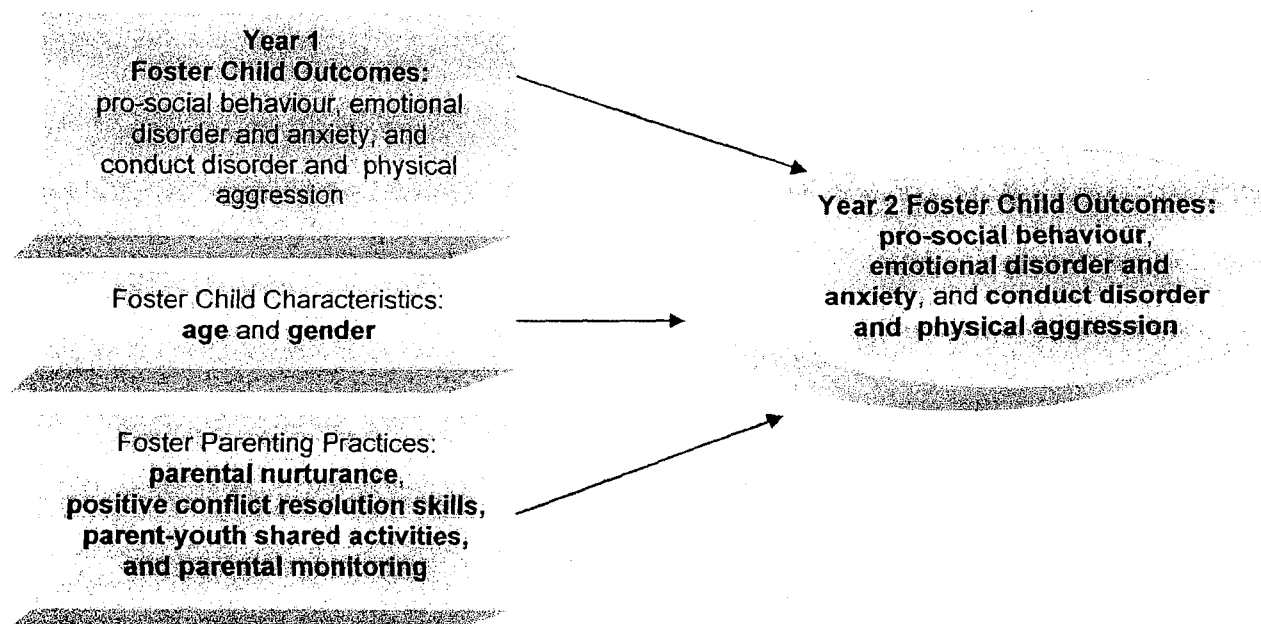 Year 1
Foster Child Outcomes:
pro-social behaviour, emotional
disorder and anxiety, and
conduct disorder and physical
aggression
Foster Child Characteristics:
age and gender
Foster Parenting Practices:
parental nurturance,
positive conflict resolution skills,
parent-youth shared activities,
and parental monitoring
Year 2 Foster Child Outcomes:
pro-social behaviour,
emotional disorder and
anxiety, and conduct disorder
and physical aggression